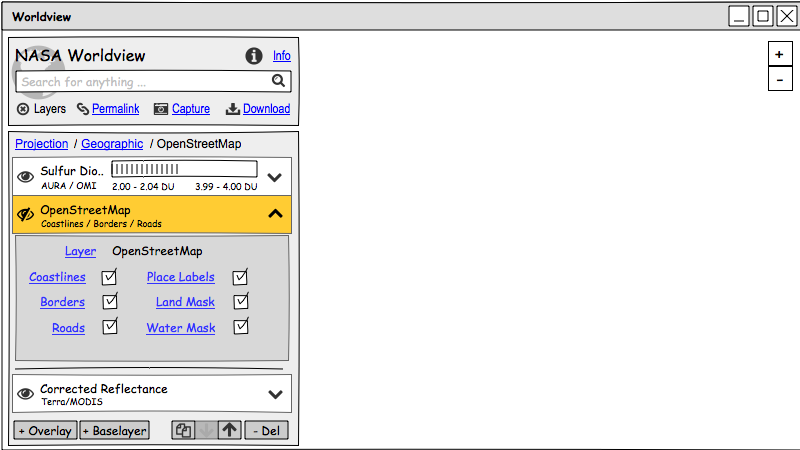 Worldview
NASA Worldview
Info
Search for anything ...
Layers Permalink Capture Download
Projection / Geographic / OpenStreetMap
Sulfur Dio..
AURA / OMI 2.00 - 2.04 DU 3.99 - 4.00 DU
OpenStreetMap
Coastlines / Borders / Roads
Layer OpenStreetMap
Coastlines Place Labels
Borders Land Mask
Roads Water Mask
Corrected Reflectance
Terra/MODIS
+ Overlay + Baselayer - Del
+
-